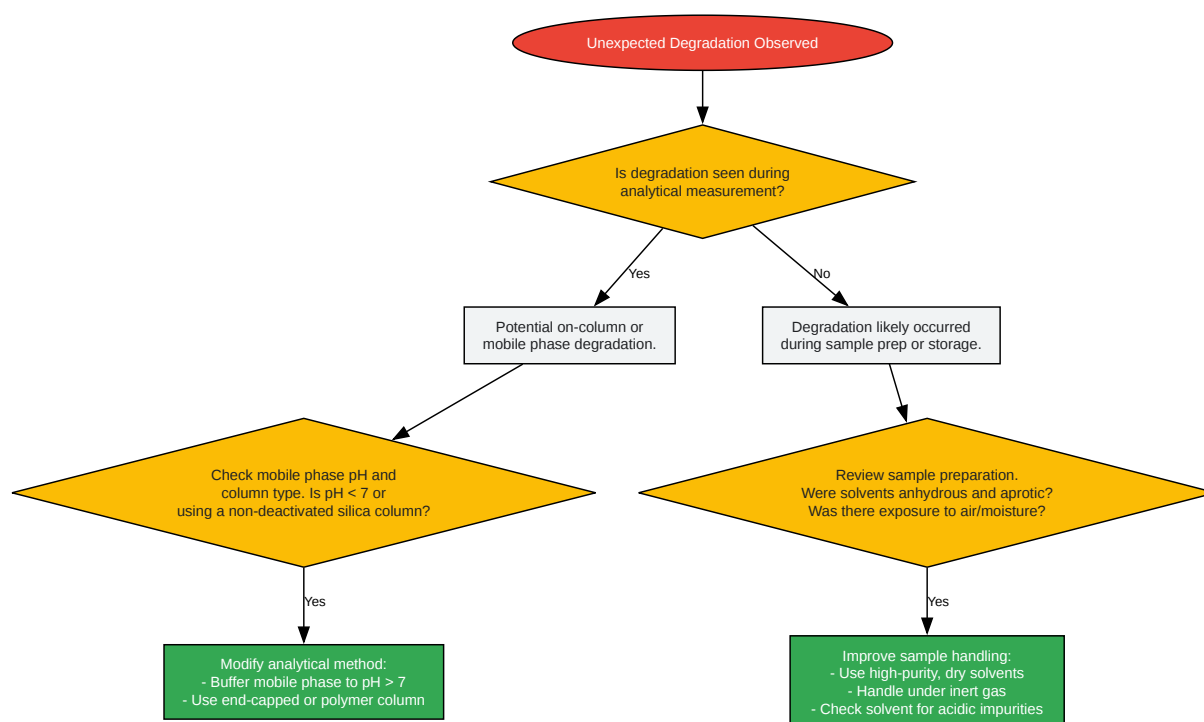 Unexpected Degradation Observed
Is degradation seen during
analytical measurement?
Yes
No
Potential on-column or
mobile phase degradation.
Degradation likely occurred
during sample prep or storage.
Check mobile phase pH and
column type. Is pH < 7 or
using a non-deactivated silica column?
Review sample preparation.
Were solvents anhydrous and aprotic?
Was there exposure to air/moisture?
Yes
Yes
Modify analytical method:
- Buffer mobile phase to pH > 7
- Use end-capped or polymer column
Improve sample handling:
- Use high-purity, dry solvents
- Handle under inert gas
- Check solvent for acidic impurities